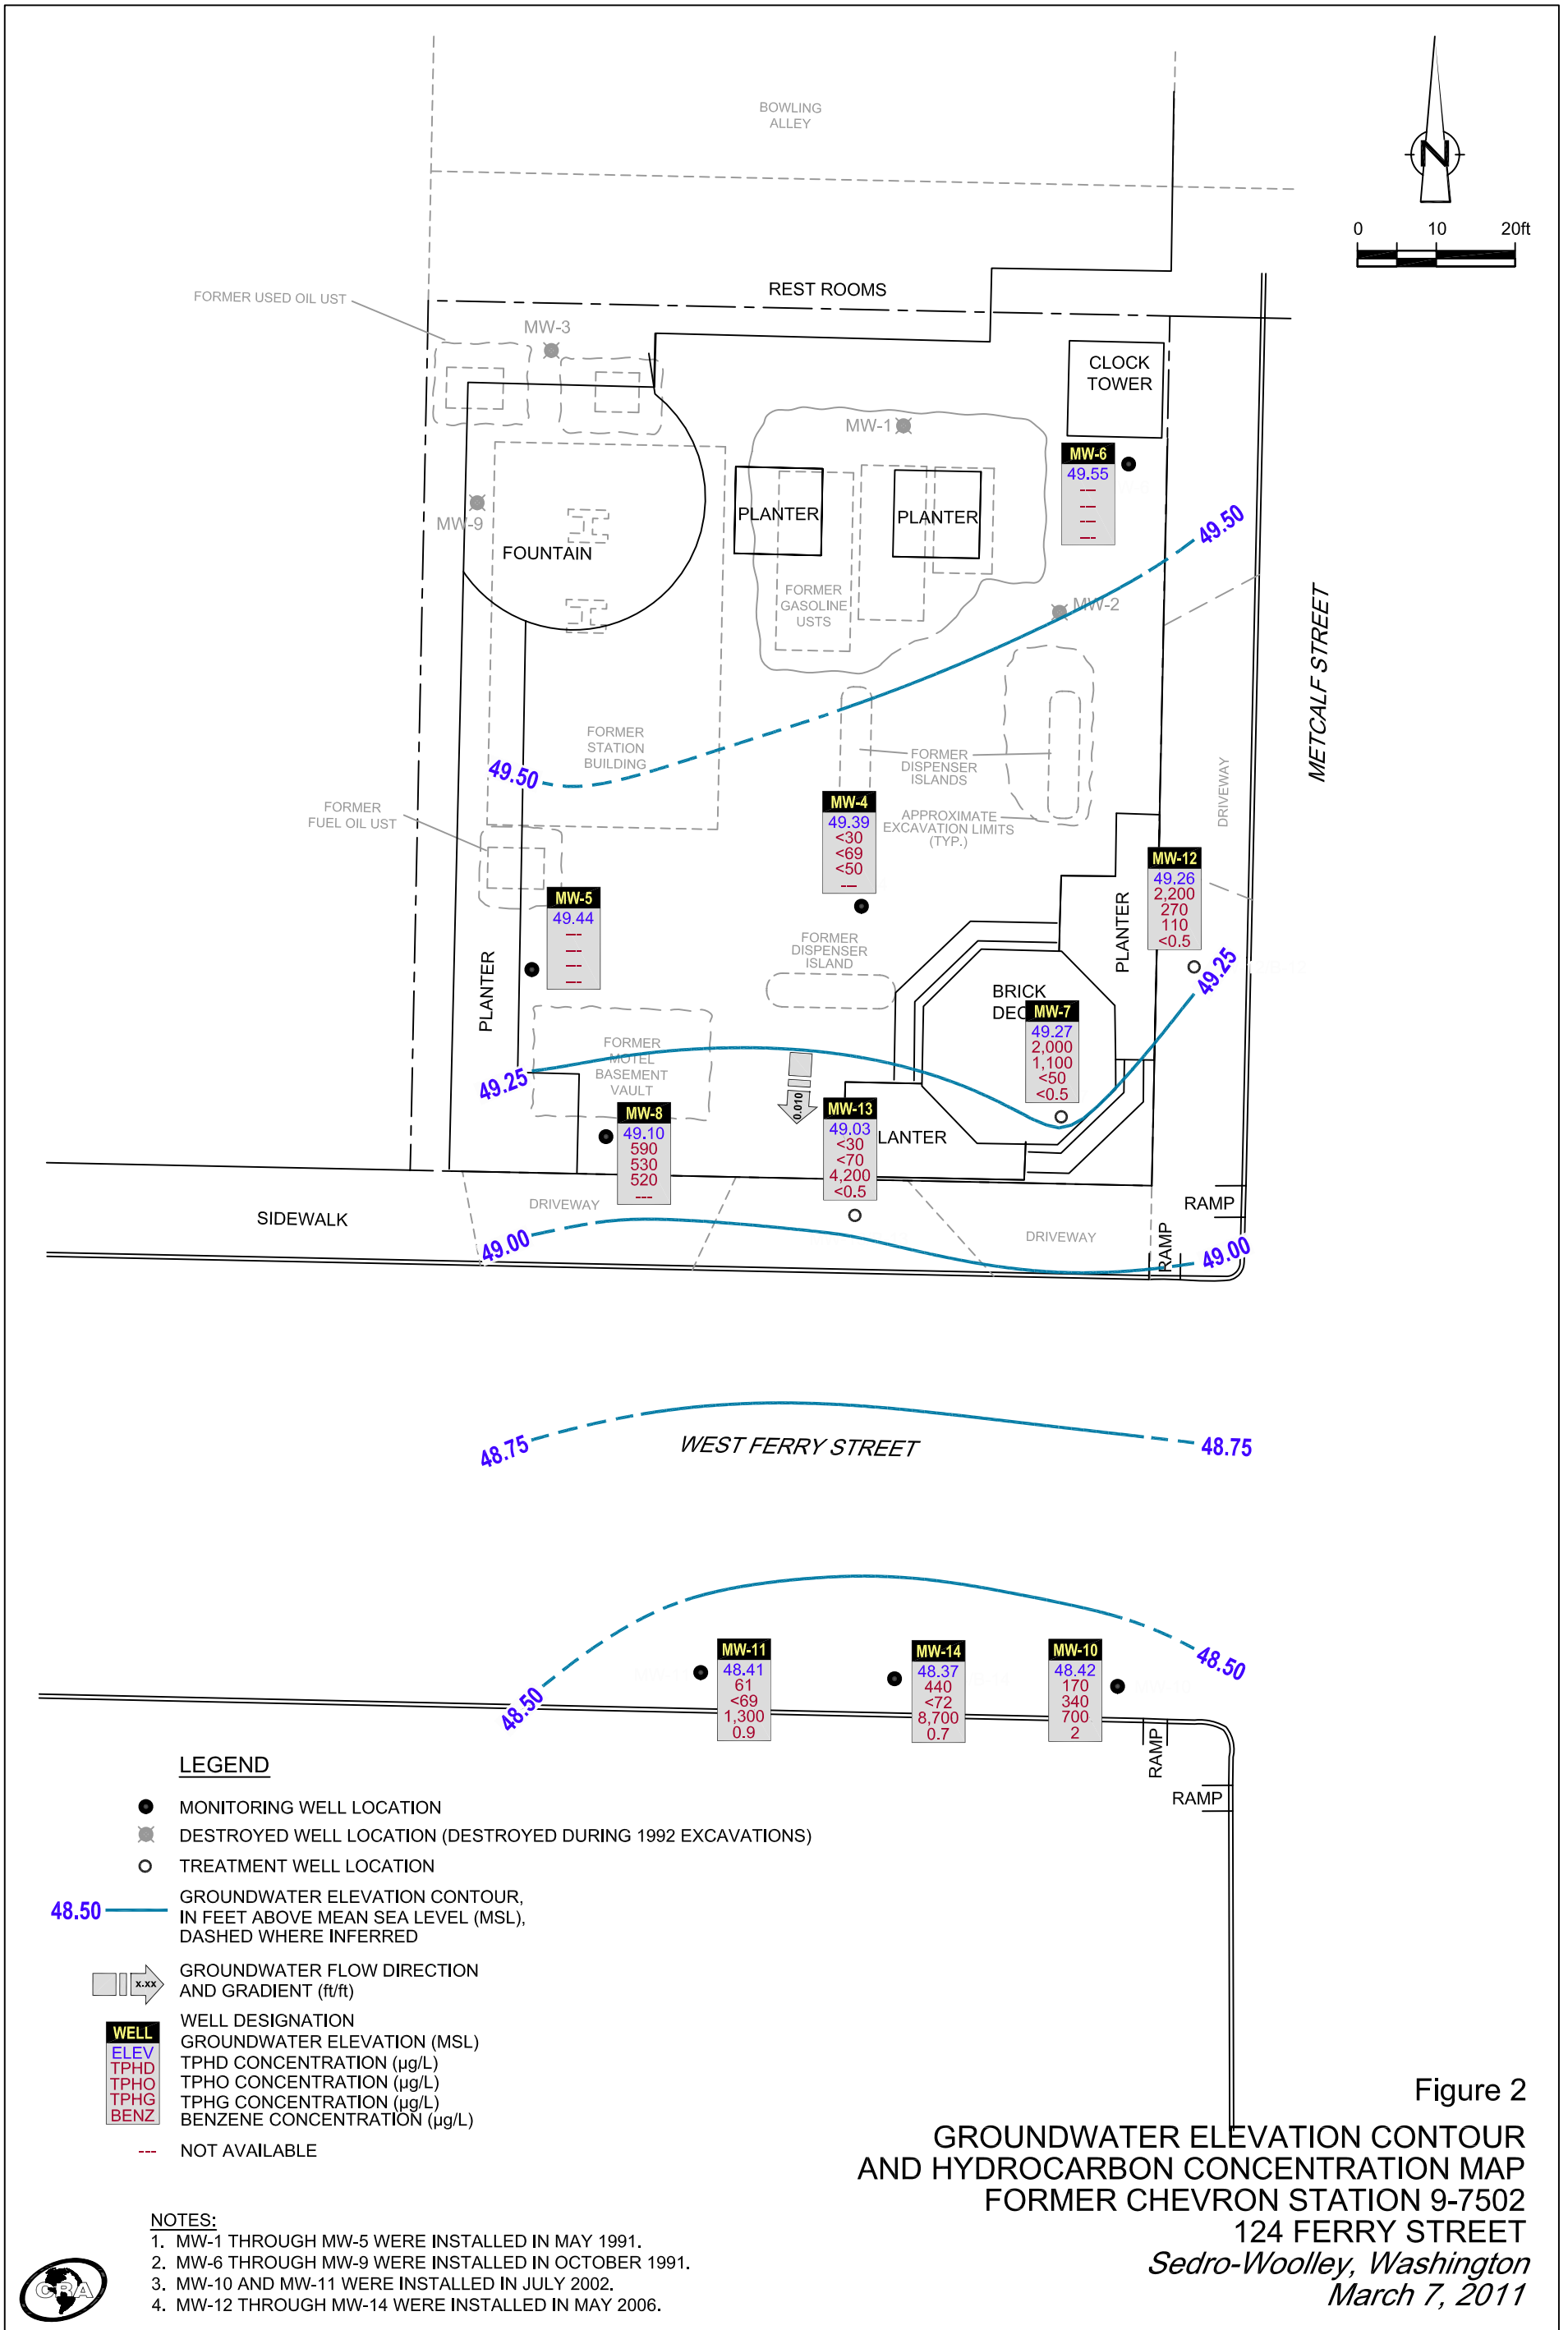 BOWLING
ALLEY
N
0 10 20ft
REST ROOMS
FORMER USED OIL UST
MW-3
CLOCK
TOWER
MW-1
MW-6
49.55
---
---
---
---
PLANTER
PLANTER
MW-9
FOUNTAIN
49.50
FORMER
GASOLINE
USTS
MW-2
METCALF STREET
FORMER
STATION
BUILDING
49.50
FORMER
DISPENSER
ISLANDS
DRIVEWAY
FORMER
FUEL OIL UST
MW-4
49.39
<30
<69
<50
---
APPROXIMATE
EXCAVATION LIMITS
(TYP.)
MW-12
49.26
2,200
270
110
<0.5
MW-5
49.44
---
---
---
---
PLANTER
FORMER
DISPENSER
ISLAND
PLANTER
49.25
BRICK
DEC
MW-7
49.27
2,000
1,100
<50
<0.5
FORMER
MOTEL
BASEMENT
VAULT
49.25
0.010
MW-8
49.10
590
530
520
---
MW-13
49.03
<30
<70
4,200
<0.5
LANTER
DRIVEWAY
SIDEWALK
RAMP
RAMP
DRIVEWAY
49.00
49.00
48.75
WEST FERRY STREET
48.75
48.50
48.50
MW-11
48.41
61
<69
1,300
0.9
MW-14
48.37
440
<72
8,700
0.7
MW-10
48.42
170
340
700
2
RAMP
RAMP
LEGEND
MONITORING WELL LOCATION
DESTROYED WELL LOCATION (DESTROYED DURING 1992 EXCAVATIONS)
TREATMENT WELL LOCATION
48.50
GROUNDWATER ELEVATION CONTOUR,
IN FEET ABOVE MEAN SEA LEVEL (MSL),
DASHED WHERE INFERRED
x.xx
GROUNDWATER FLOW DIRECTION
AND GRADIENT (ft/ft)
WELL
ELEV
TPHD
TPHO
TPHG
BENZ
WELL DESIGNATION
GROUNDWATER ELEVATION (MSL)
TPHD CONCENTRATION (µg/L)
TPHO CONCENTRATION (µg/L)
TPHG CONCENTRATION (µg/L)
BENZENE CONCENTRATION (µg/L)
--- NOT AVAILABLE
NOTES:
1. MW-1 THROUGH MW-5 WERE INSTALLED IN MAY 1991.
2. MW-6 THROUGH MW-9 WERE INSTALLED IN OCTOBER 1991.
3. MW-10 AND MW-11 WERE INSTALLED IN JULY 2002.
4. MW-12 THROUGH MW-14 WERE INSTALLED IN MAY 2006.
CRA
Figure 2
GROUNDWATER ELEVATION CONTOUR
AND HYDROCARBON CONCENTRATION MAP
FORMER CHEVRON STATION 9-7502
124 FERRY STREET
Sedro-Woolley, Washington
March 7, 2011